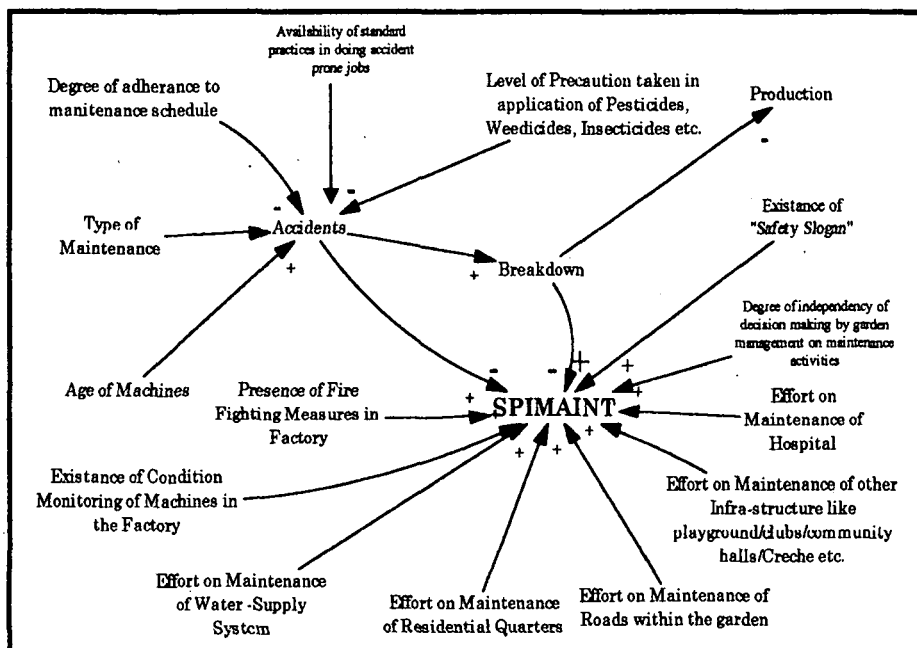 Availability of standard
practices in doing accident
prone jobs
Degree of adherance to
manitenance schedule
Level of Precaution taken in
application of Pesticides,
Weedicides, Insecticides etc.
Production
-
-
-
Type of
Maintenance
Accidents
Existance of
"Safety Slogan"
+
+
Breakdown
Degree of independency of
decision making by garden
management on maintenance
activities
-
-
+
+
Age of Machines
Presence of Fire
Fighting Measures in
Factory
+
SPIMAINT
+
Effort on
Maintenance of
Hospital
+
+
+
Existance of Condition
Monitoring of Machines in
the Factory
Effort on Maintenance of other
Infra-structure like
playground/clubs/community
halls/Creche etc.
Effort on Maintenance
of Water -Supply
System
Effort on Maintenance
of Residential Quarters
Effort on Maintenance of
Roads within the garden